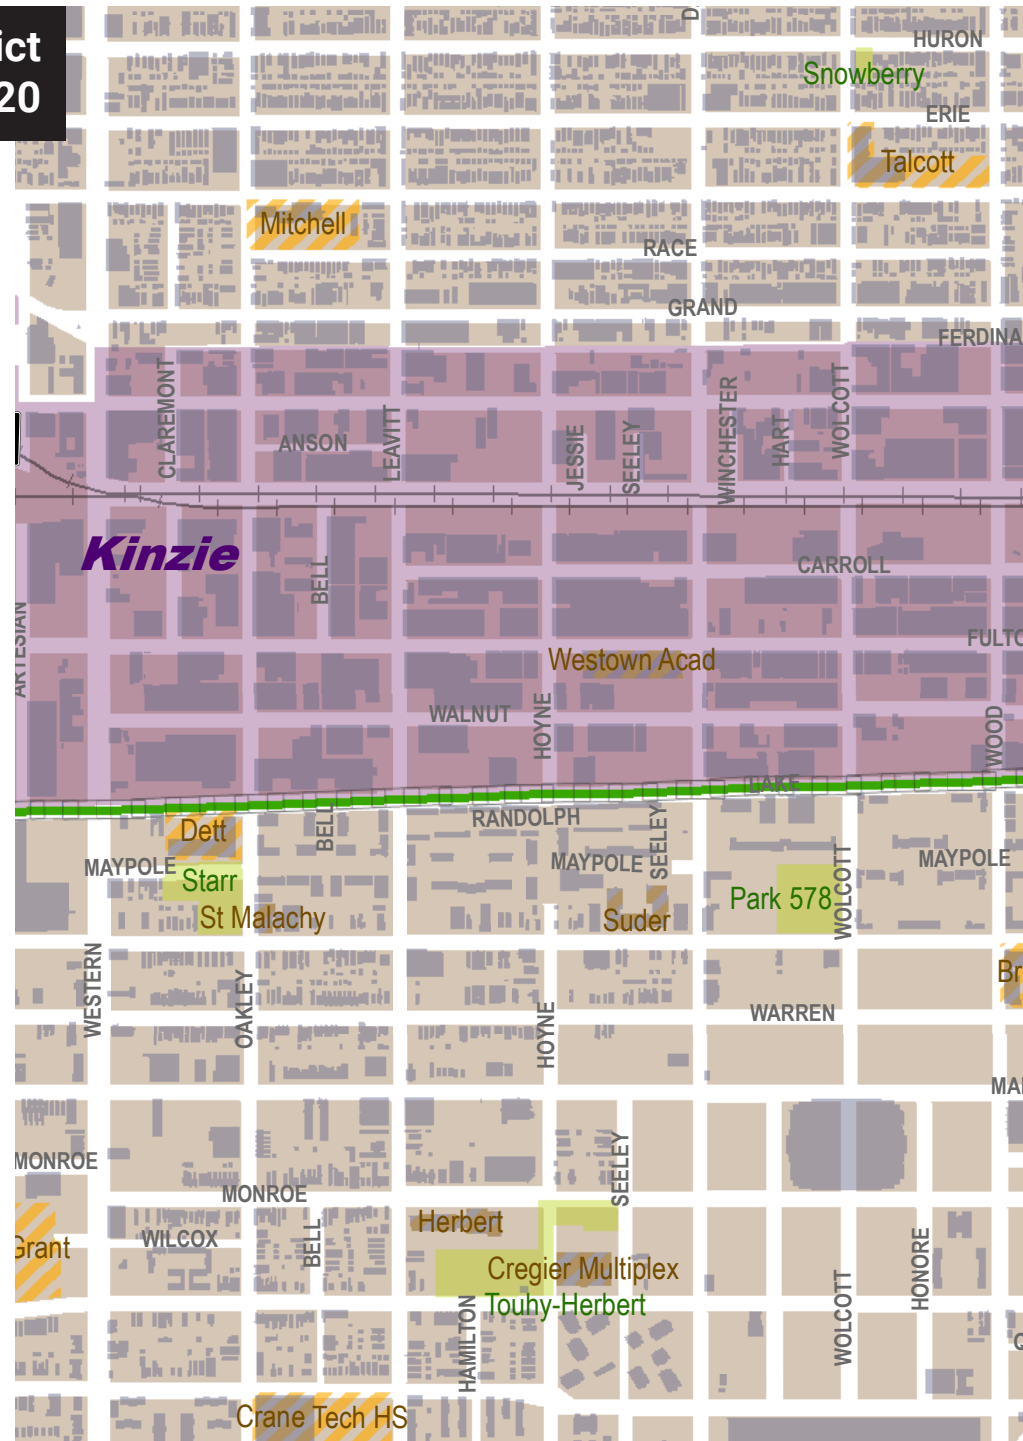 ict
20
D
HURON
Snowberry
ERIE
Talcott
Mitchell
RACE
GRAND
FERDINA
CLAREMONT
ANSON
LEAVITT
JESSIE
SEELEY
WINCHESTER
HART
WOLCOTT
Kinzie
BELL
CARROLL
ARTESIAN
FULTO
Westown Acad
WALNUT
HOYNE
WOOD
LAKE
RANDOLPH
Dett
BELL
SEELEY
MAYPOLE
MAYPOLE
MAYPOLE
Starr
Park 578
WOLCOTT
St Malachy
Suder
WESTERN
OAKLEY
Br
HOYNE
WARREN
MA
MONROE
SEELEY
MONROE
Herbert
WILCOX
BELL
Grant
Cregier Multiplex
HONORE
Touhy-Herbert
WOLCOTT
HAMILTON
Q
Crane Tech HS